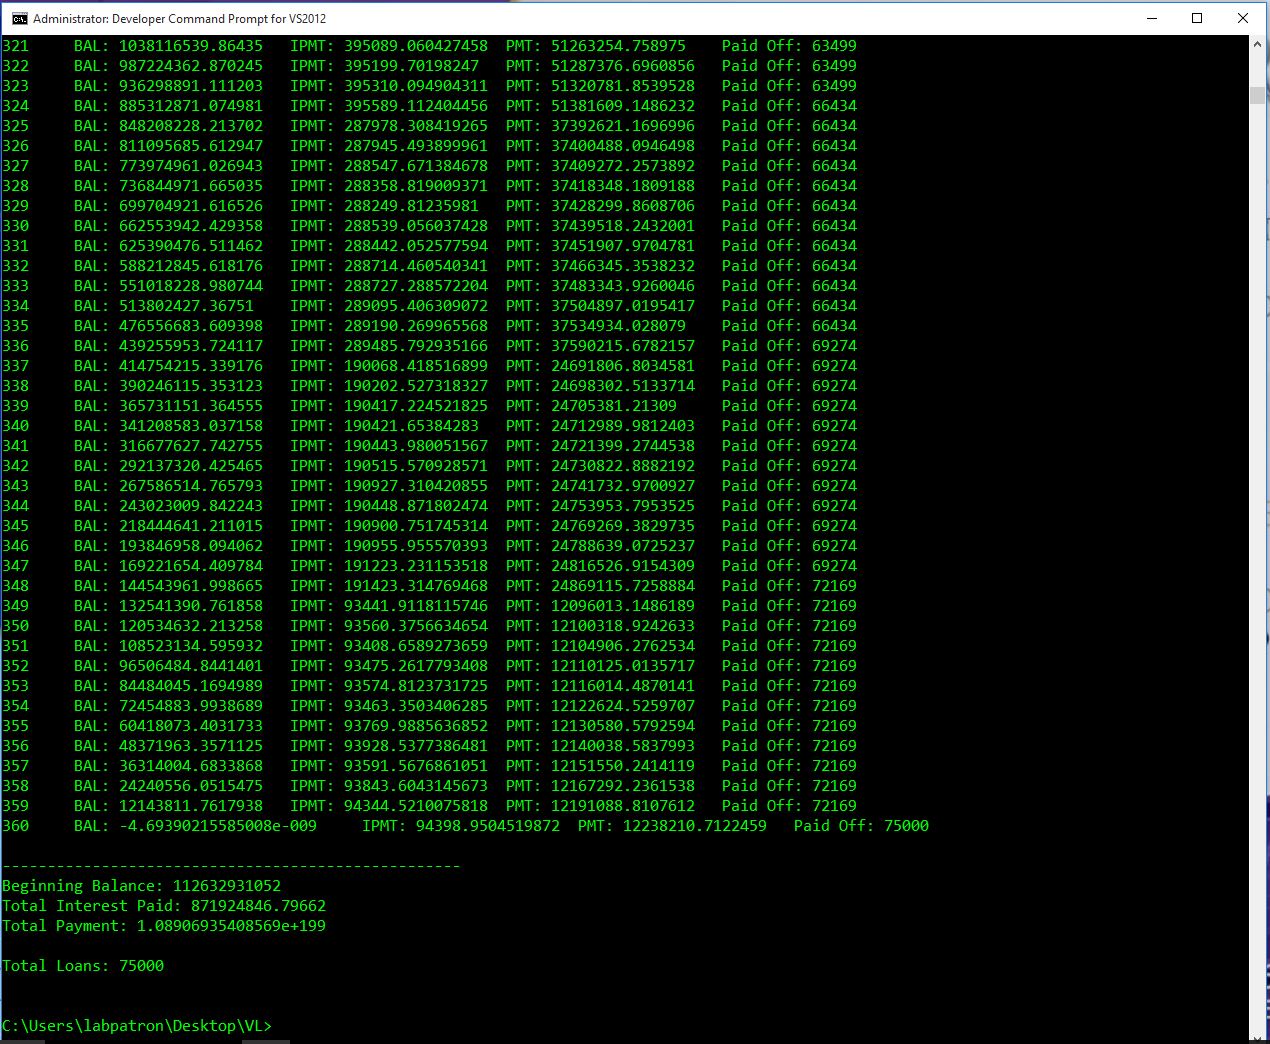 Administrator: Developer Command Prompt for VS2012
321 BAL: 1038116539.86435 IPMT: 395089.060427458 PMT: 51263254.758975 Paid Off: 63499
322 BAL: 987224362.870245 IPMT: 395199.70198247 PMT: 51287376.6960856 Paid Off: 63499
323 BAL: 936298891.111203 IPMT: 395310.094904311 PMT: 51320781.8539528 Paid Off: 63499
324 BAL: 885312871.074981 IPMT: 395589.112404456 PMT: 51381609.1486232 Paid Off: 66434
325 BAL: 848208228.213702 IPMT: 287978.308419265 PMT: 37392621.1696996 Paid Off: 66434
326 BAL: 811095685.612947 IPMT: 287945.493899961 PMT: 37400488.0946498 Paid Off: 66434
327 BAL: 773974961.026943 IPMT: 288547.671384678 PMT: 37409272.2573892 Paid Off: 66434
328 BAL: 736844971.665035 IPMT: 288358.819009371 PMT: 37418348.1809188 Paid Off: 66434
329 BAL: 699704921.616526 IPMT: 288249.81235981 PMT: 37428299.8608706 Paid Off: 66434
330 BAL: 662553942.429358 IPMT: 288539.056037428 PMT: 37439518.2432001 Paid Off: 66434
331 BAL: 625390476.511462 IPMT: 288442.052577594 PMT: 37451907.9704781 Paid Off: 66434
332 BAL: 588212845.618176 IPMT: 288714.460540341 PMT: 37466345.3538232 Paid Off: 66434
333 BAL: 551018228.980744 IPMT: 288727.288572204 PMT: 37483343.9260046 Paid Off: 66434
334 BAL: 513802427.36751 IPMT: 289095.406309072 PMT: 37504897.0195417 Paid Off: 66434
335 BAL: 476556683.609398 IPMT: 289190.269965568 PMT: 37534934.028079 Paid Off: 66434
336 BAL: 439255953.724117 IPMT: 289485.792935166 PMT: 37590215.6782157 Paid Off: 69274
337 BAL: 414754215.339176 IPMT: 190068.418516899 PMT: 24691806.8034581 Paid Off: 69274
338 BAL: 390246115.353123 IPMT: 190202.527318327 PMT: 24698302.5133714 Paid Off: 69274
339 BAL: 365731151.364555 IPMT: 190417.224521825 PMT: 24705381.21309 Paid Off: 69274
340 BAL: 341208583.037158 IPMT: 190421.65384283 PMT: 24712989.9812403 Paid Off: 69274
341 BAL: 316677627.742755 IPMT: 190443.980051567 PMT: 24721399.2744538 Paid Off: 69274
342 BAL: 292137320.425465 IPMT: 190515.570928571 PMT: 24730822.8882192 Paid Off: 69274
343 BAL: 267586514.765793 IPMT: 190927.310420855 PMT: 24741732.9700927 Paid Off: 69274
344 BAL: 243023009.842243 IPMT: 190448.871802474 PMT: 24753953.7953525 Paid Off: 69274
345 BAL: 218444641.211015 IPMT: 190900.751745314 PMT: 24769269.3829735 Paid Off: 69274
346 BAL: 193846958.094062 IPMT: 190955.955570393 PMT: 24788639.0725237 Paid Off: 69274
347 BAL: 169221654.409784 IPMT: 191223.231153518 PMT: 24816526.9154309 Paid Off: 69274
348 BAL: 144543961.998665 IPMT: 191423.314769468 PMT: 24869115.7258884 Paid Off: 72169
349 BAL: 132541390.761858 IPMT: 93441.9118115746 PMT: 12096013.1486189 Paid Off: 72169
350 BAL: 120534632.213258 IPMT: 93560.3756634654 PMT: 12100318.9242633 Paid Off: 72169
351 BAL: 108523134.595932 IPMT: 93408.6589273659 PMT: 12104906.2762534 Paid Off: 72169
352 BAL: 96506484.8441401 IPMT: 93475.2617793408 PMT: 12110125.0135717 Paid Off: 72169
353 BAL: 84484045.1694989 IPMT: 93574.8123731725 PMT: 12116014.4870141 Paid Off: 72169
354 BAL: 72454883.9938689 IPMT: 93463.3503406285 PMT: 12122624.5259707 Paid Off: 72169
355 BAL: 60418073.4031733 IPMT: 93769.9885636852 PMT: 12130580.5792594 Paid Off: 72169
356 BAL: 48371963.3571125 IPMT: 93928.5377386481 PMT: 12140038.5837993 Paid Off: 72169
357 BAL: 36314004.6833868 IPMT: 93591.5676861051 PMT: 12151550.2414119 Paid Off: 72169
358 BAL: 24240556.0515475 IPMT: 93843.6043145673 PMT: 12167292.2361538 Paid Off: 72169
359 BAL: 12143811.7617938 IPMT: 94344.5210075818 PMT: 12191088.8107612 Paid Off: 72169
360 BAL: -4.69390215585008e-009 IPMT: 94398.9504519872 PMT: 12238210.7122459 Paid Off: 75000
---------------------------------------------------
Beginning Balance: 112632931052
Total Interest Paid: 871924846.79662
Total Payment: 1.08906935408569e+199
Total Loans: 75000
C:\Users\labpatron\Desktop\VL>